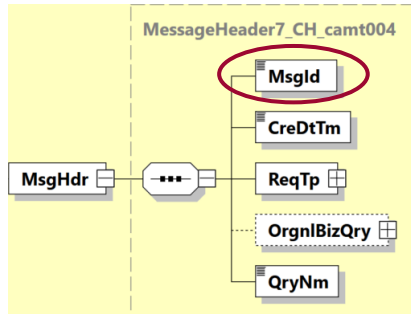 MessageHeader7_CH_camt004
MsgId
CreDtTm
MsgHdr
ReqTp
OrgnlBizQry
QryNm